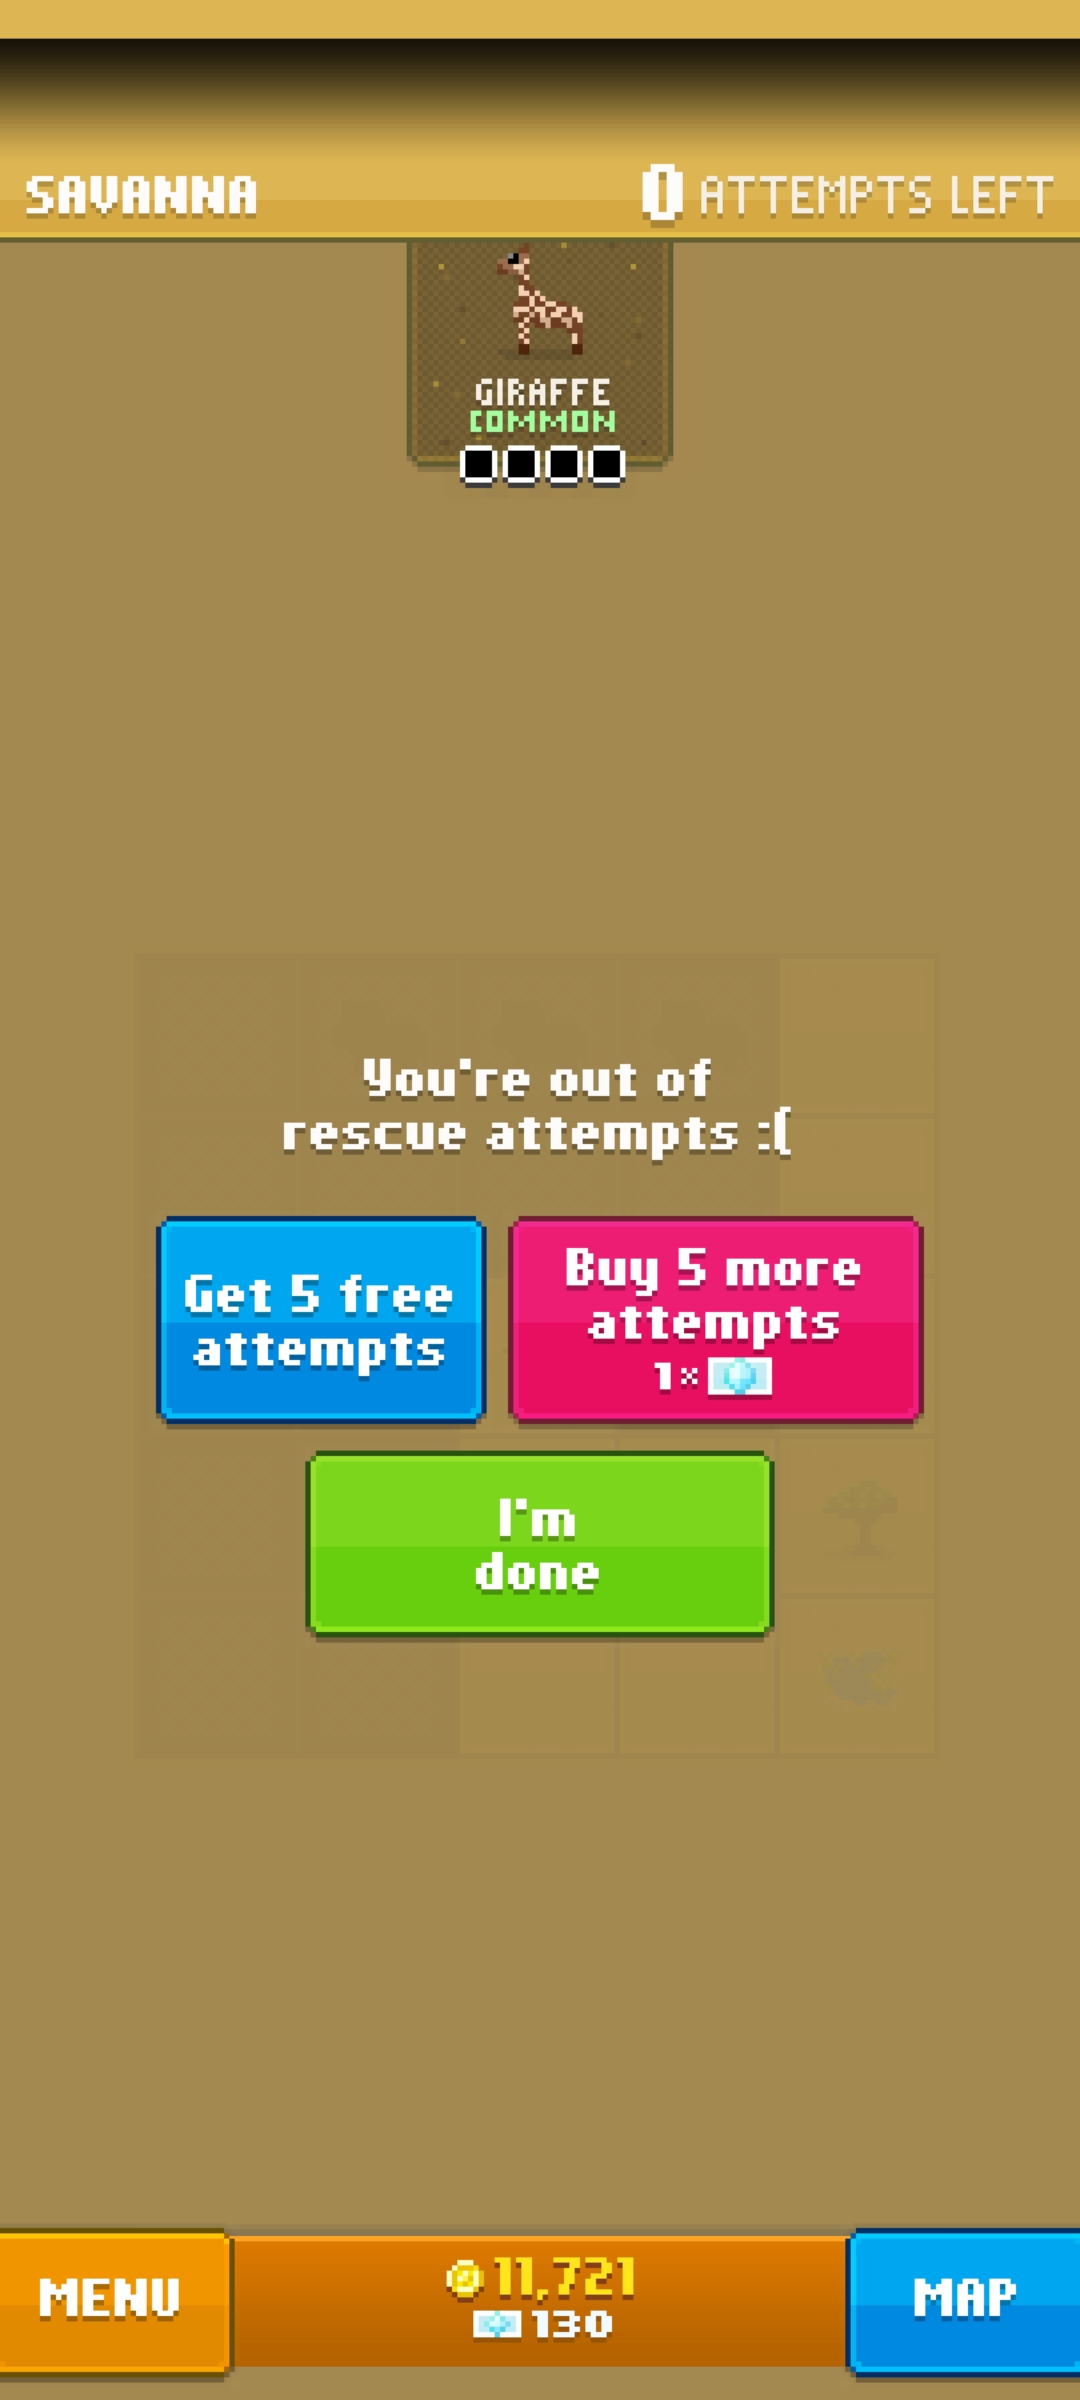 SAVANNA
0 ATTEMPTS LEFT
GIRAFFE
COMMON
You're out of
rescue attempts :(
Get 5 free
attempts
Buy 5 more
attempts
1×
I'm
done
MENU
11,721
130
MAP